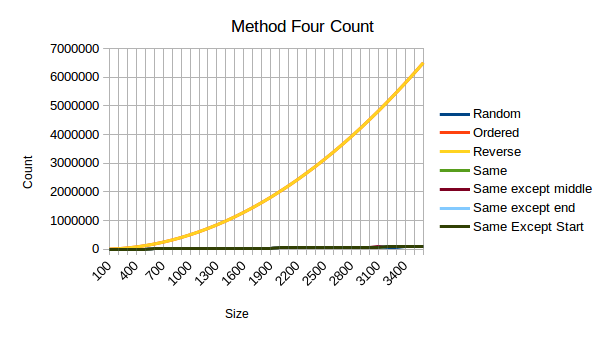 Method Four Count
7000000
6000000
5000000
4000000
3000000
2000000
1000000
0
Count
100
400
700
1000
1300
1600
1900
2200
2500
2800
3100
3400
Size
Random
Ordered
Reverse
Same
Same except middle
Same except end
Same Except Start